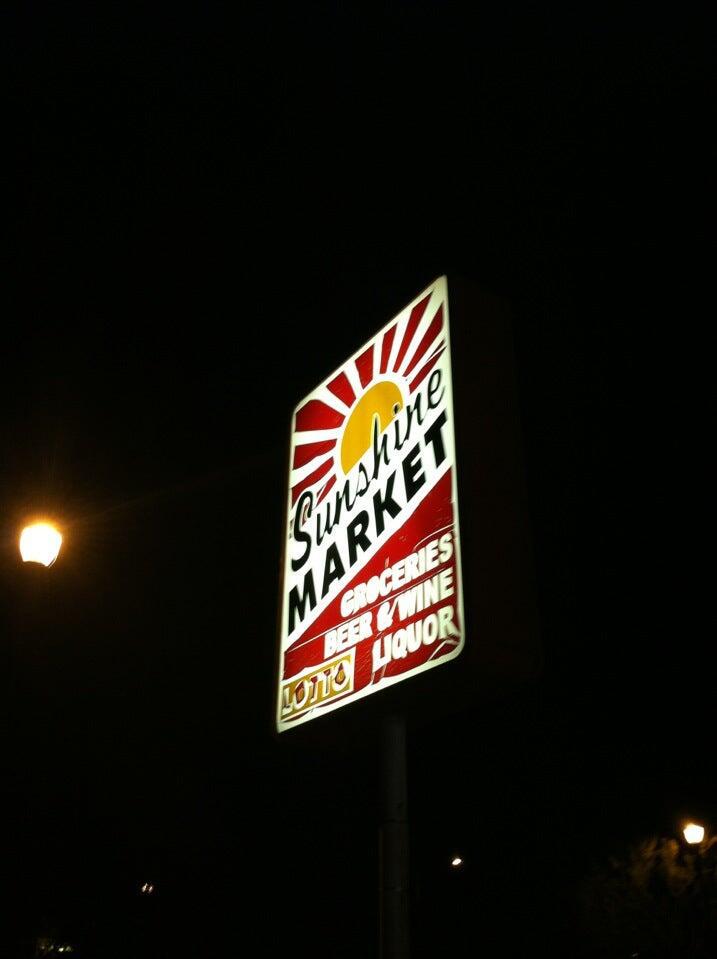 Sunshine
MARKET
GROCERIES
BEER & WINE
LIQUOR
LOTTO